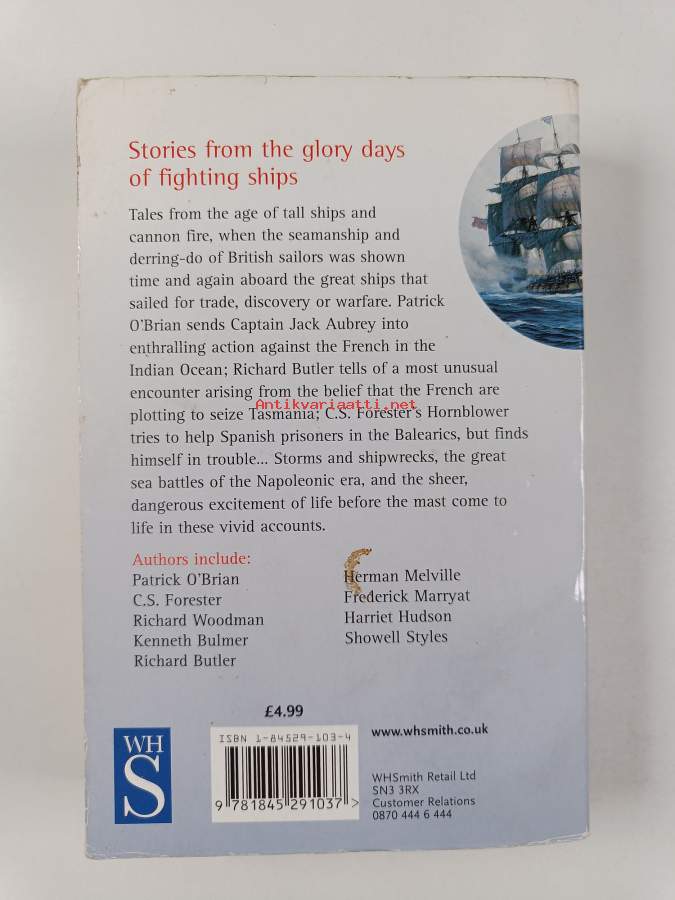 Stories from the glory days
of fighting ships
Tales from the age of tall ships and
cannon fire, when the seamanship and
derring-do of British sailors was shown
time and again aboard the great ships that
sailed for trade, discovery or warfare. Patrick
O'Brian sends Captain Jack Aubrey into
enthralling action against the French in the
Indian Ocean; Richard Butler tells of a most unusual
encounter arising from the belief that the French are
Antikvariaatti.net
plotting to seize Tasmania; C.S. Forester's Hornblower
tries to help Spanish prisoners in the Balearics, but finds
himself in trouble... Storms and shipwrecks, the great
sea battles of the Napoleonic era, and the sheer,
dangerous excitement of life before the mast come to
life in these vivid accounts.
Authors include:
Patrick O'Brian
C.S. Forester
Richard Woodman
Kenneth Bulmer
Richard Butler
Herman Melville
Frederick Marryat
Harriet Hudson
Showell Styles
£4.99
WH
S
ISBN 1-84529-103-4
9 781845 291037 >
www.whsmith.co.uk
WHSmith Retail Ltd
SN3 3RX
Customer Relations
0870 444 6 444